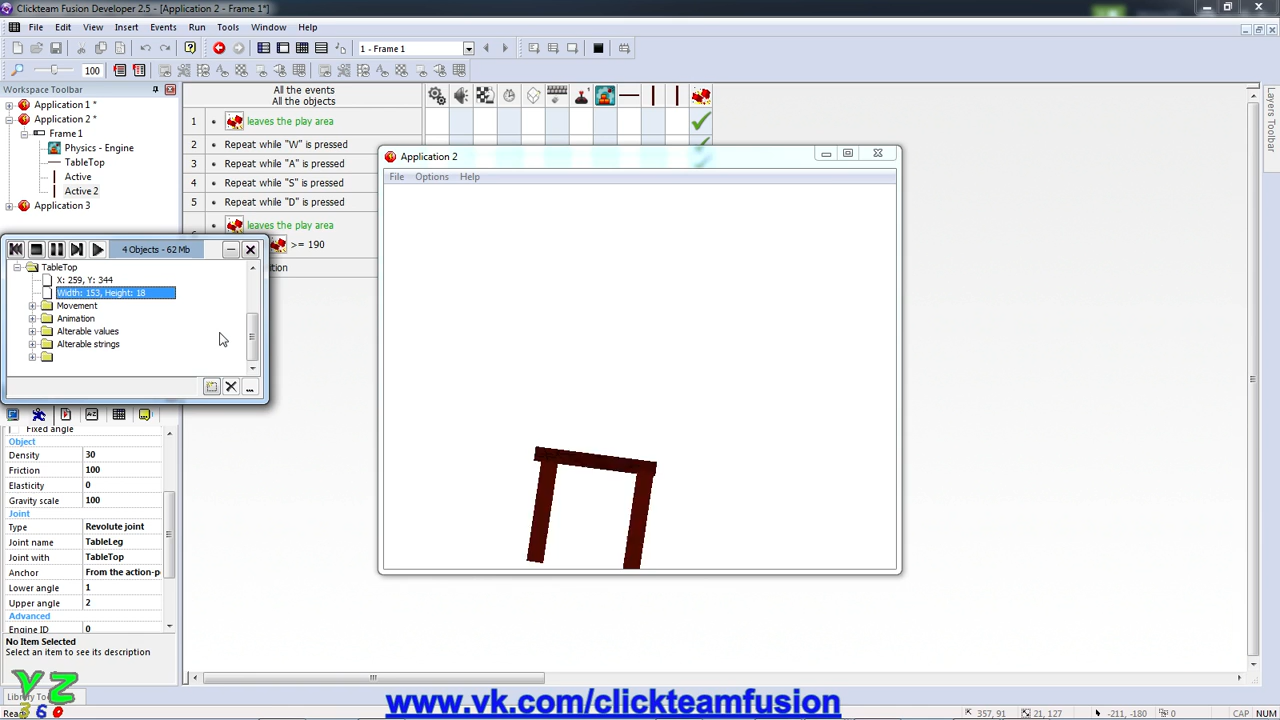 Clickteam Fusion Developer 2.5 - [Application 2 - Frame 1*]
File Edit View Insert Events Run Tools Window Help
1 - Frame 1
100
Workspace Toolbar
Application 1 *
Application 2 *
Frame 1
Physics - Engine
TableTop
Active
Active 2
Application 3
All the events
All the objects
1 • leaves the play area
2 • Repeat while "W" is pressed
3 • Repeat while "A" is pressed
4 • Repeat while "S" is pressed
5 • Repeat while "D" is pressed
• leaves the play area
>= 190
Layers Toolbar
4 Objects - 62 Mb
TableTop
X: 259, Y: 344
Width: 153, Height: 18
Movement
Animation
Alterable values
Alterable strings
...
Application 2
File Options Help
Fixed angle
Object
Density 30
Friction 100
Elasticity 0
Gravity scale 100
Joint
Type Revolute joint
Joint name TableLeg
Joint with TableTop
Anchor From the action-p
Lower angle 1
Upper angle 2
Advanced
Engine ID 0
No Item Selected
Select an item to see its description
YZ
360
www.vk.com/clickteamfusion
357, 91 21, 127 -211, -180 0 CAP NUM